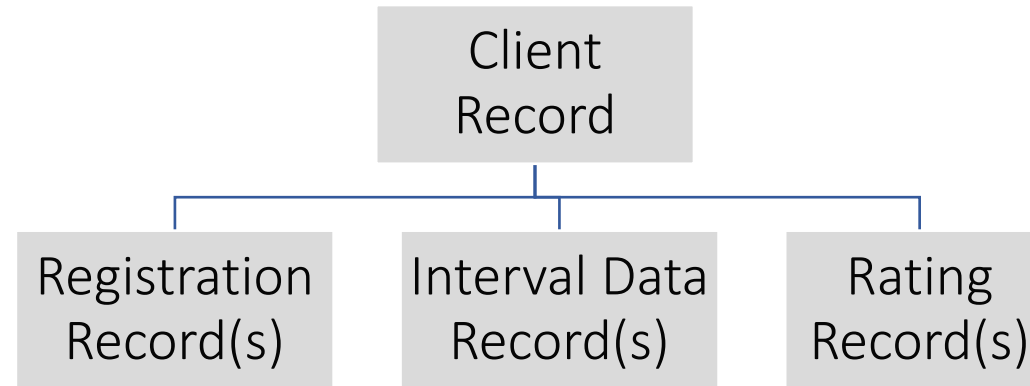 Client
Record
Registration
Record(s)
Interval Data
Record(s)
Rating
Record(s)